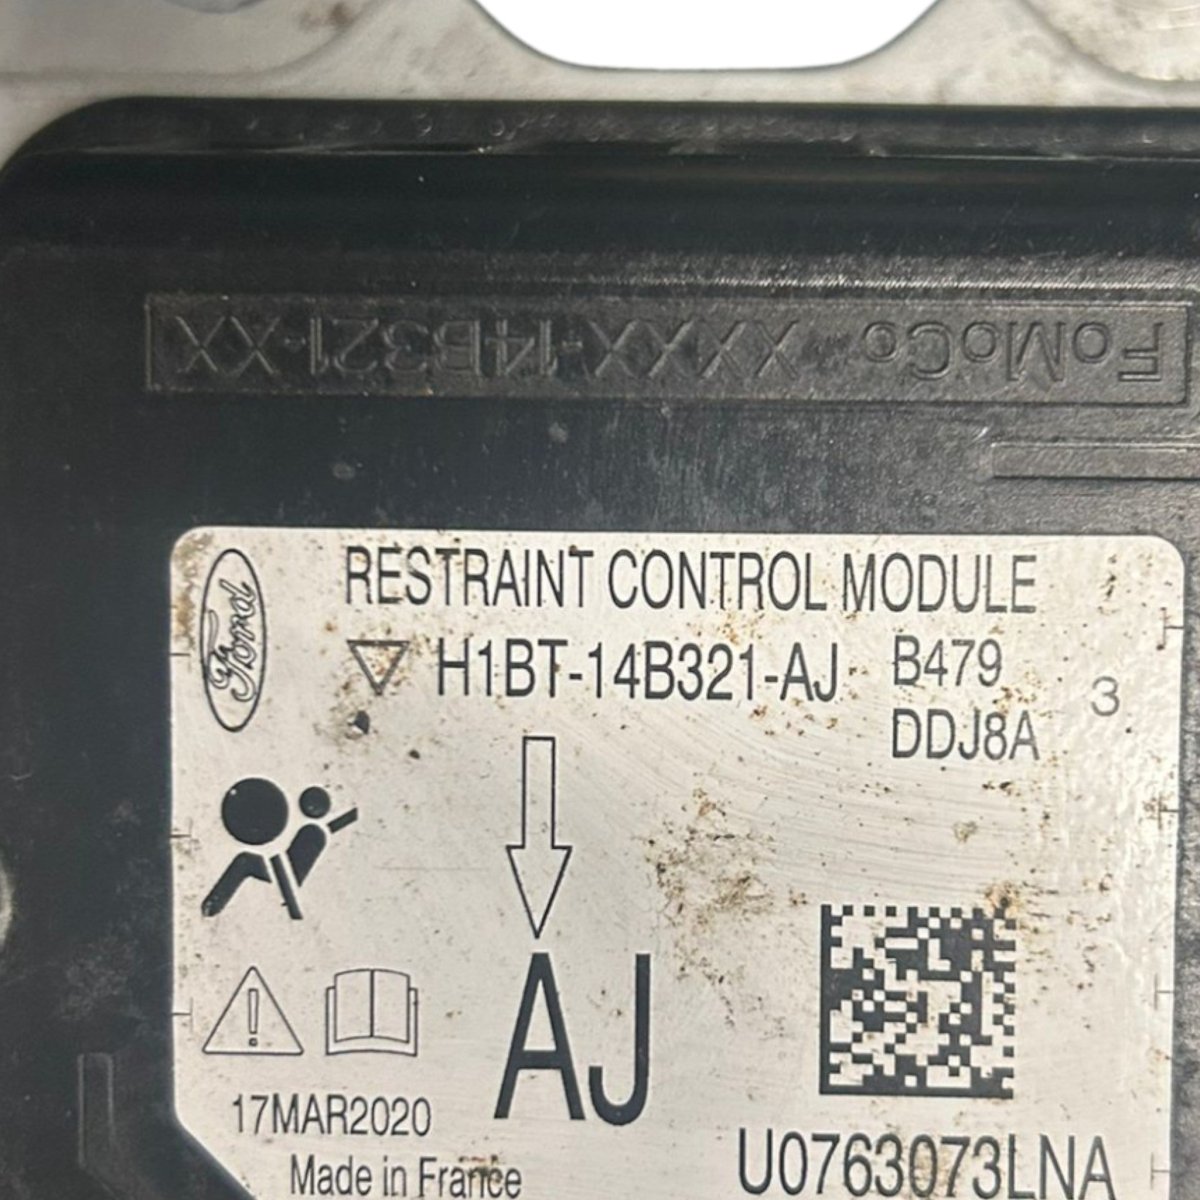 FoMoCo XXXX-14B321-XX
Ford
RESTRAINT CONTROL MODULE
H1BT-14B321-AJ B479
DDJ8A
3
AJ
17MAR2020
U0763073LNA
Made in France